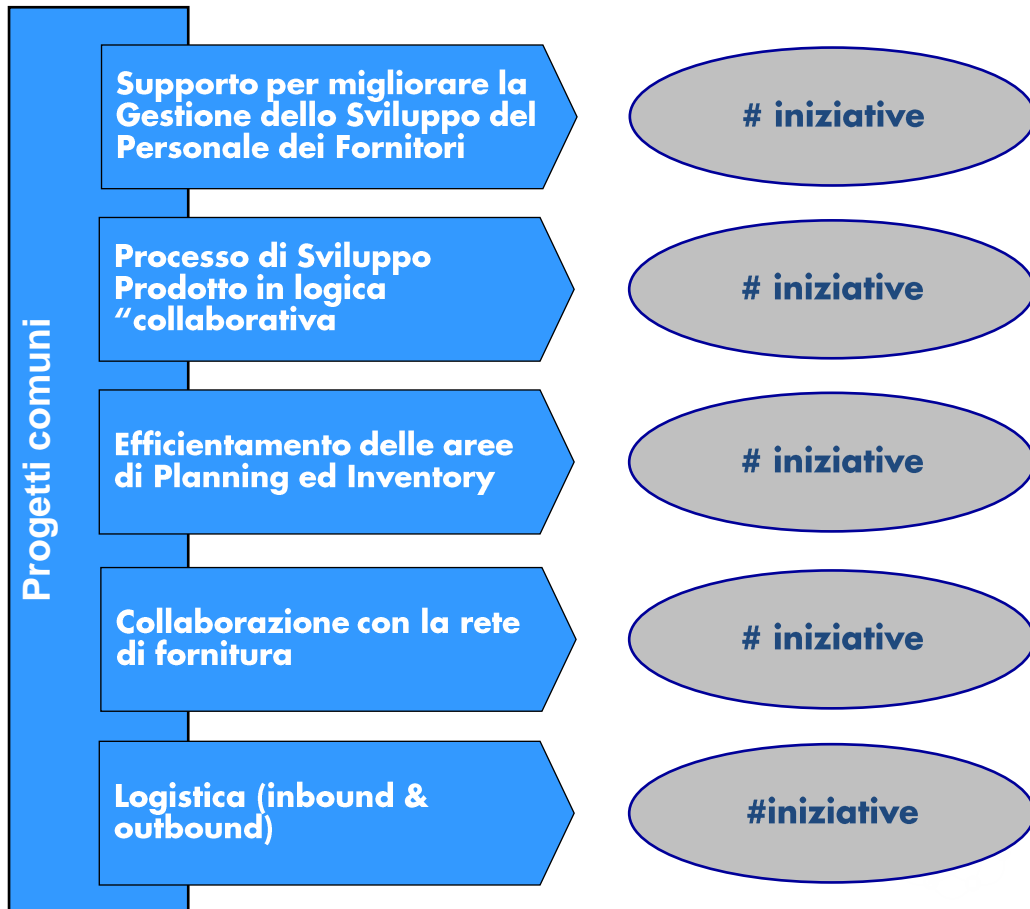 Progetti comuni
Supporto per migliorare la
Gestione dello Sviluppo del
Personale dei Fornitori
# iniziative
Processo di Sviluppo
Prodotto in logica
“collaborativa
# iniziative
Efficientamento delle aree
di Planning ed Inventory
# iniziative
Collaborazione con la rete
di fornitura
# iniziative
Logistica (inbound &
outbound)
#iniziative